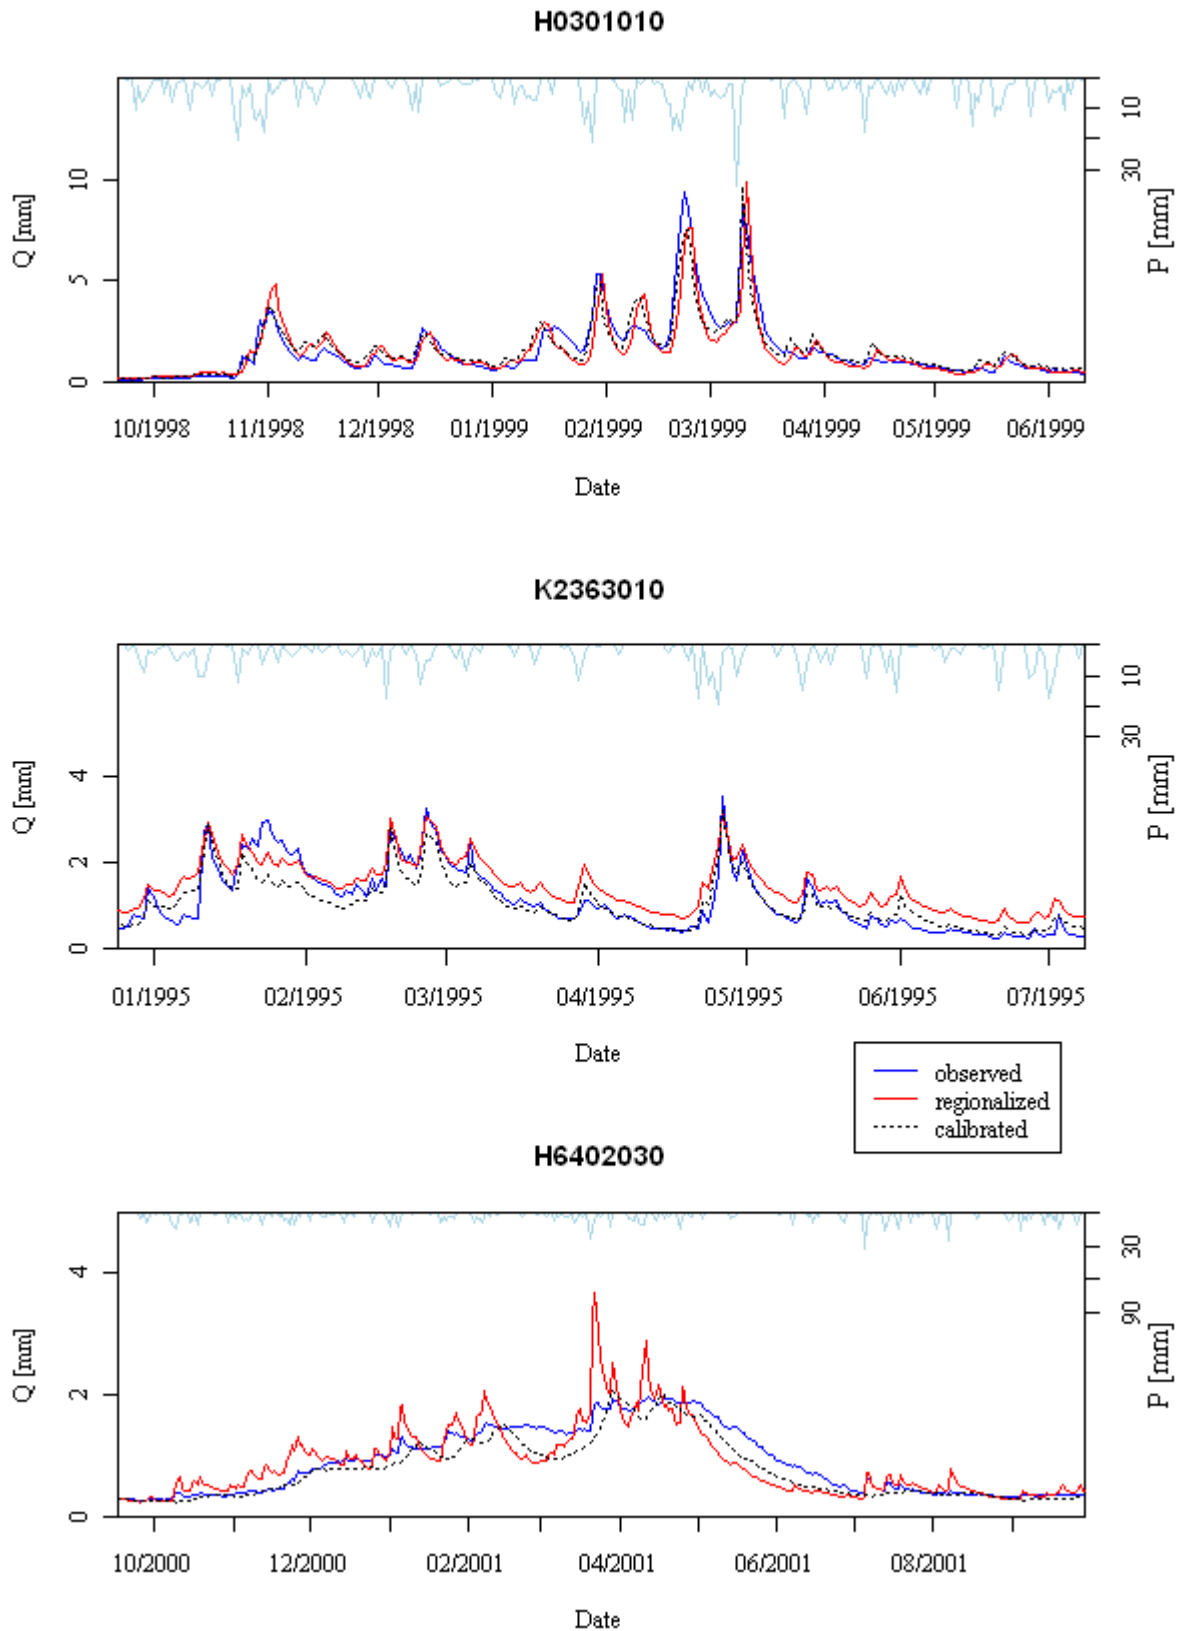 H0301010
Q [mm]
0
5
10
10
30
P [mm]
10/1998 11/1998 12/1998 01/1999 02/1999 03/1999 04/1999 05/1999 06/1999
Date
K2363010
Q [mm]
0
2
4
10
30
P [mm]
01/1995 02/1995 03/1995 04/1995 05/1995 06/1995 07/1995
Date
observed
regionalized
calibrated
H6402030
Q [mm]
0
2
4
30
90
P [mm]
10/2000 12/2000 02/2001 04/2001 06/2001 08/2001
Date